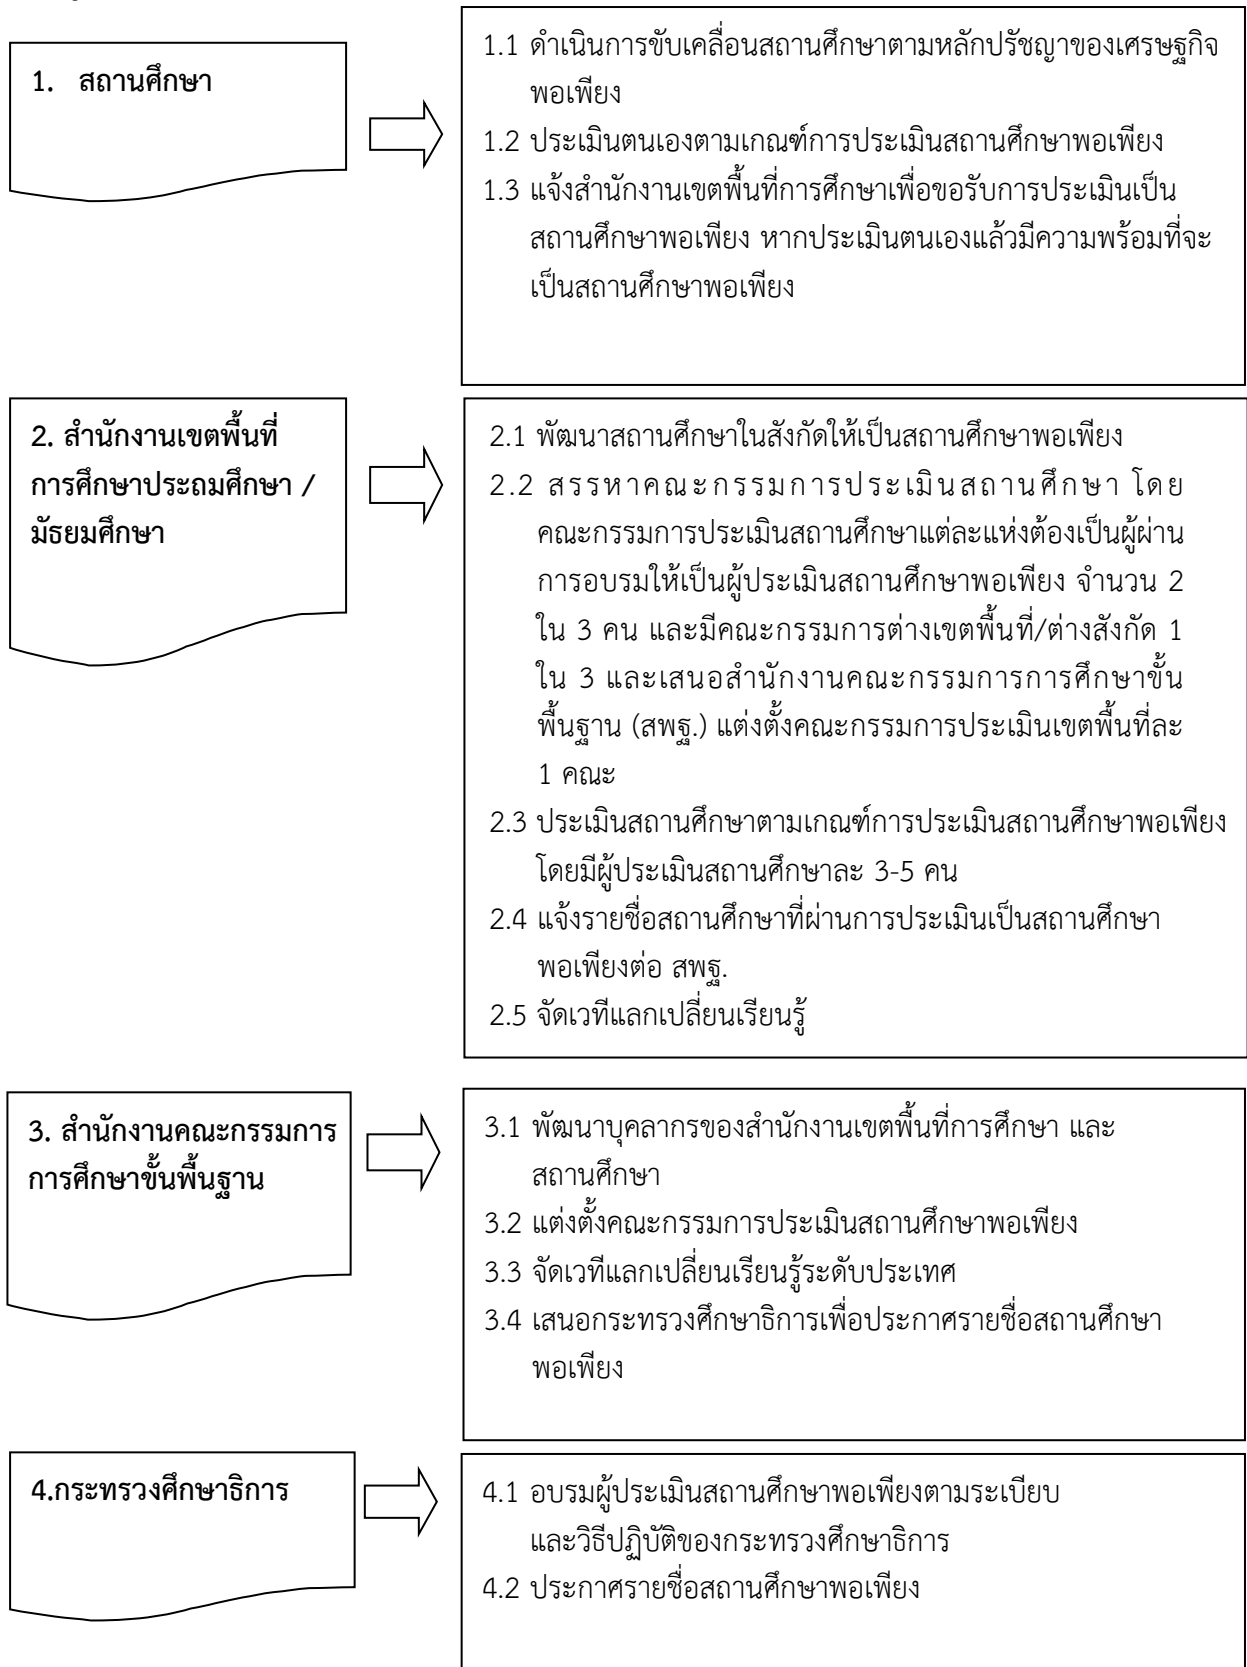 1. สถานศึกษา
1.1 ดำเนินการขับเคลื่อนสถานศึกษาตามหลักปรัชญาของเศรษฐกิจ
พอเพียง
1.2 ประเมินตนเองตามเกณฑ์การประเมินสถานศึกษาพอเพียง
1.3 แจ้งสำนักงานเขตพื้นที่การศึกษาเพื่อขอรับการประเมินเป็น
สถานศึกษาพอเพียง หากประเมินตนเองแล้วมีความพร้อมที่จะ
เป็นสถานศึกษาพอเพียง
2. สำนักงานเขตพื้นที่
การศึกษาประถมศึกษา /
มัธยมศึกษา
2.1 พัฒนาสถานศึกษาในสังกัดให้เป็นสถานศึกษาพอเพียง
2.2 สรรหาคณะกรรมการประเมินสถานศึกษา โดย
คณะกรรมการประเมินสถานศึกษาแต่ละแห่งต้องเป็นผู้ผ่าน
การอบรมให้เป็นผู้ประเมินสถานศึกษาพอเพียง จำนวน 2
ใน 3 คน และมีคณะกรรมการต่างเขตพื้นที่/ต่างสังกัด 1
ใน 3 และเสนอสำนักงานคณะกรรมการการศึกษาขั้น
พื้นฐาน (สพฐ.) แต่งตั้งคณะกรรมการประเมินเขตพื้นที่ละ
1 คณะ
2.3 ประเมินสถานศึกษาตามเกณฑ์การประเมินสถานศึกษาพอเพียง
โดยมีผู้ประเมินสถานศึกษาละ 3-5 คน
2.4 แจ้งรายชื่อสถานศึกษาที่ผ่านการประเมินเป็นสถานศึกษา
พอเพียงต่อ สพฐ.
2.5 จัดเวทีแลกเปลี่ยนเรียนรู้
3. สำนักงานคณะกรรมการ
การศึกษาขั้นพื้นฐาน
3.1 พัฒนาบุคลากรของสำนักงานเขตพื้นที่การศึกษา และ
สถานศึกษา
3.2 แต่งตั้งคณะกรรมการประเมินสถานศึกษาพอเพียง
3.3 จัดเวทีแลกเปลี่ยนเรียนรู้ระดับประเทศ
3.4 เสนอกระทรวงศึกษาธิการเพื่อประกาศรายชื่อสถานศึกษา
พอเพียง
4.กระทรวงศึกษาธิการ
4.1 อบรมผู้ประเมินสถานศึกษาพอเพียงตามระเบียบ
และวิธีปฏิบัติของกระทรวงศึกษาธิการ
4.2 ประกาศรายชื่อสถานศึกษาพอเพียง